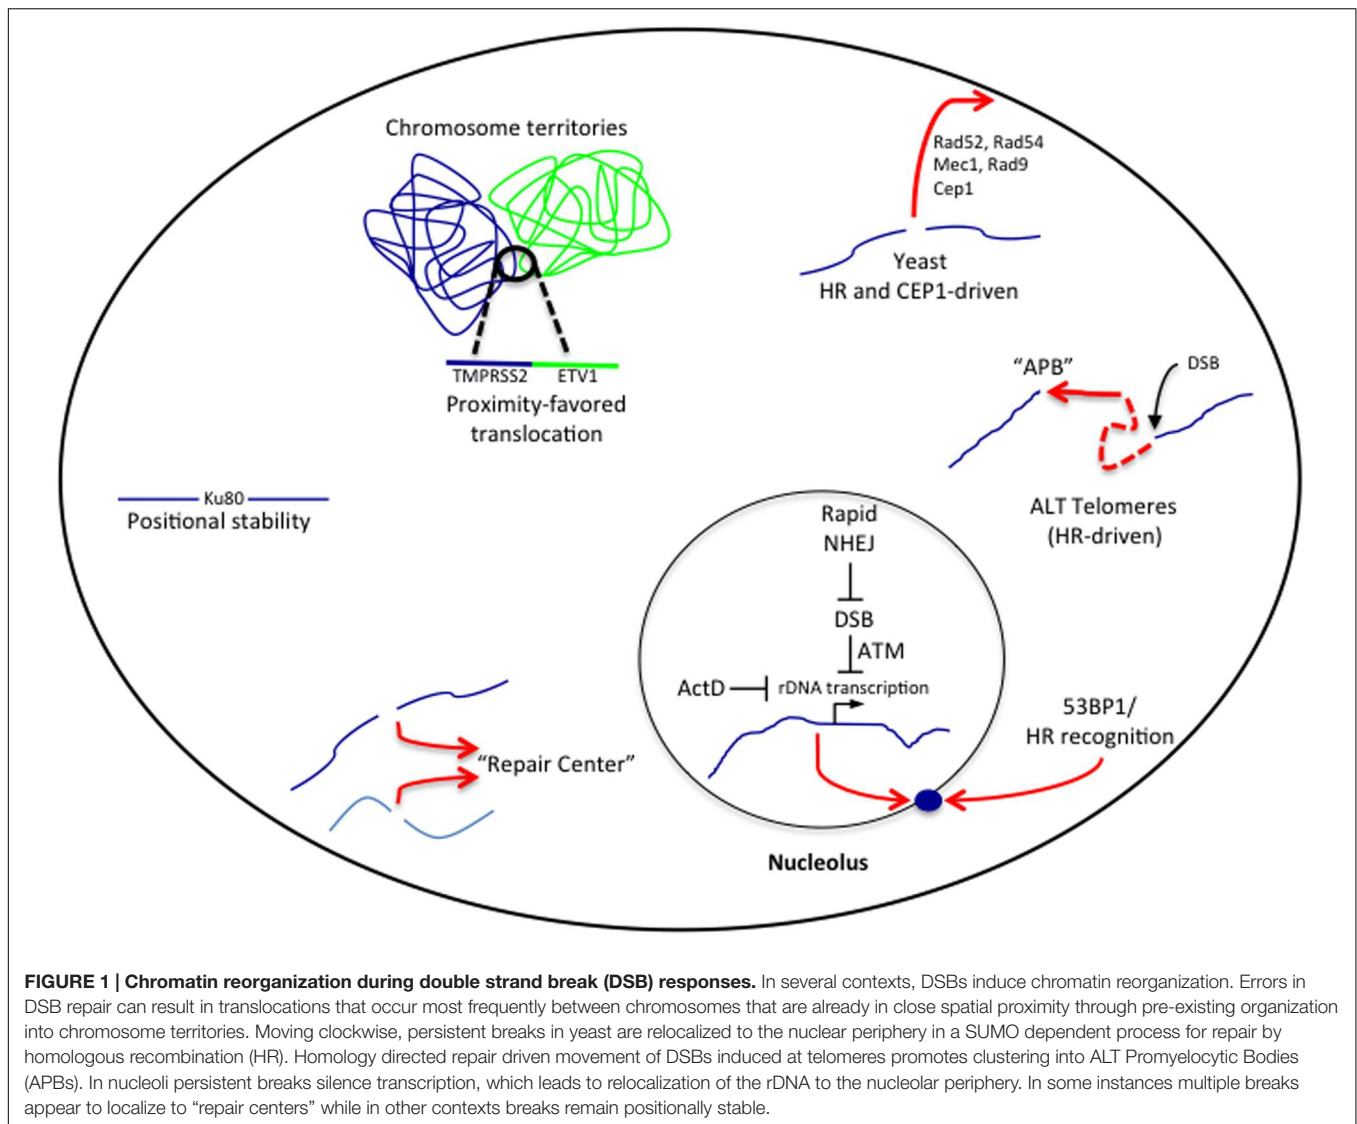 Chromosome territories
TMPRSS2 ETV1
Proximity-favored
translocation
Rad52, Rad54
Mec1, Rad9
Cep1
Yeast
HR and CEP1-driven
"APB"
DSB
ALT Telomeres
(HR-driven)
Ku80
Positional stability
Rapid
NHEJ
DSB
ATM
ActD
rDNA transcription
53BP1/
HR recognition
"Repair Center"
Nucleolus
FIGURE 1 | Chromatin reorganization during double strand break (DSB) responses. In several contexts, DSBs induce chromatin reorganization. Errors in
DSB repair can result in translocations that occur most frequently between chromosomes that are already in close spatial proximity through pre-existing organization
into chromosome territories. Moving clockwise, persistent breaks in yeast are relocalized to the nuclear periphery in a SUMO dependent process for repair by
homologous recombination (HR). Homology directed repair driven movement of DSBs induced at telomeres promotes clustering into ALT Promyelocytic Bodies
(APBs). In nucleoli persistent breaks silence transcription, which leads to relocalization of the rDNA to the nucleolar periphery. In some instances multiple breaks
appear to localize to "repair centers" while in other contexts breaks remain positionally stable.